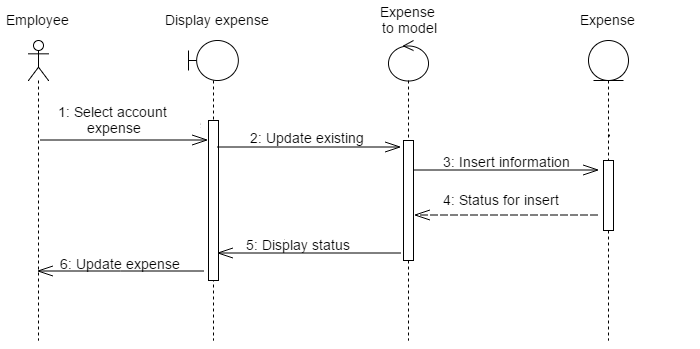 Employee
Display expense
Expense
to model
Expense
1: Select account
expense
2: Update existing
3: Insert information
4: Status for insert
5: Display status
6: Update expense